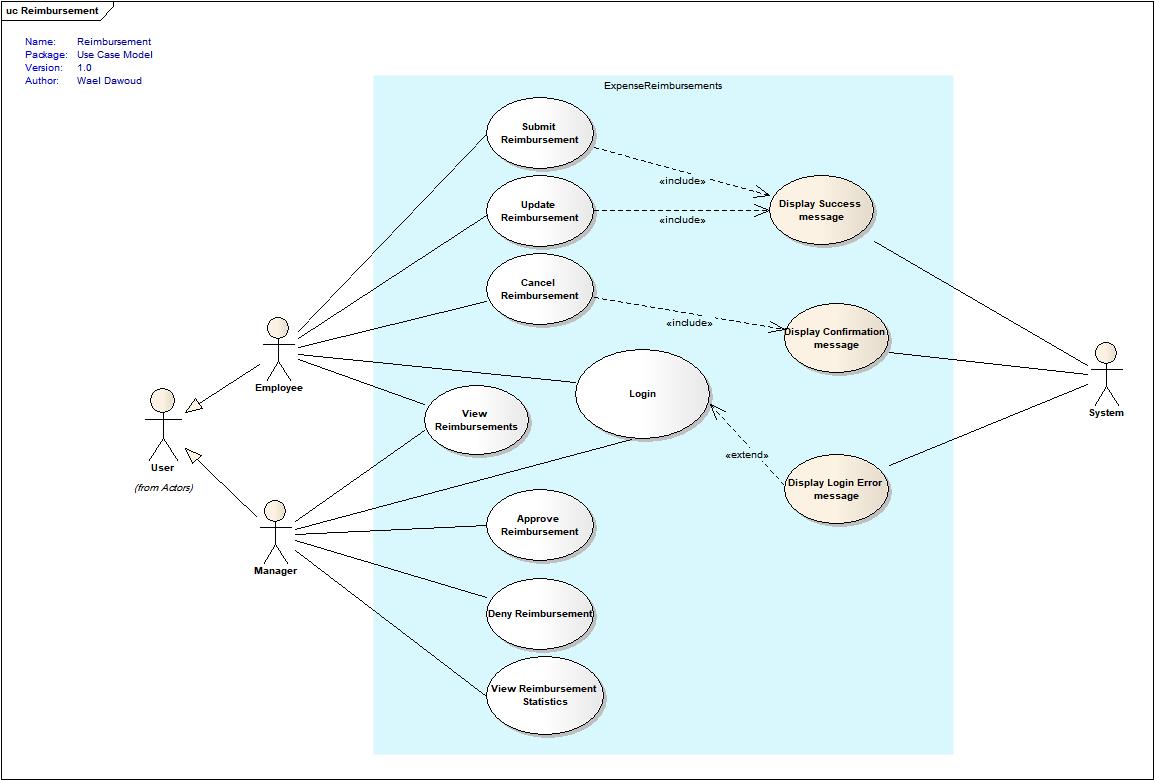 uc Reimbursement
Name: Reimbursement
Package: Use Case Model
Version: 1.0
Author: Wael Dawoud
ExpenseReimbursements
Submit
Reimbursement
«include»
Update
Reimbursement
«include»
Display Success
message
Cancel
Reimbursement
«include»
Display Confirmation
message
Employee
Login
System
View
Reimbursements
User
(from Actors)
«extend»
Display Login Error
message
Manager
Approve
Reimbursement
Deny Reimbursement
View Reimbursement
Statistics